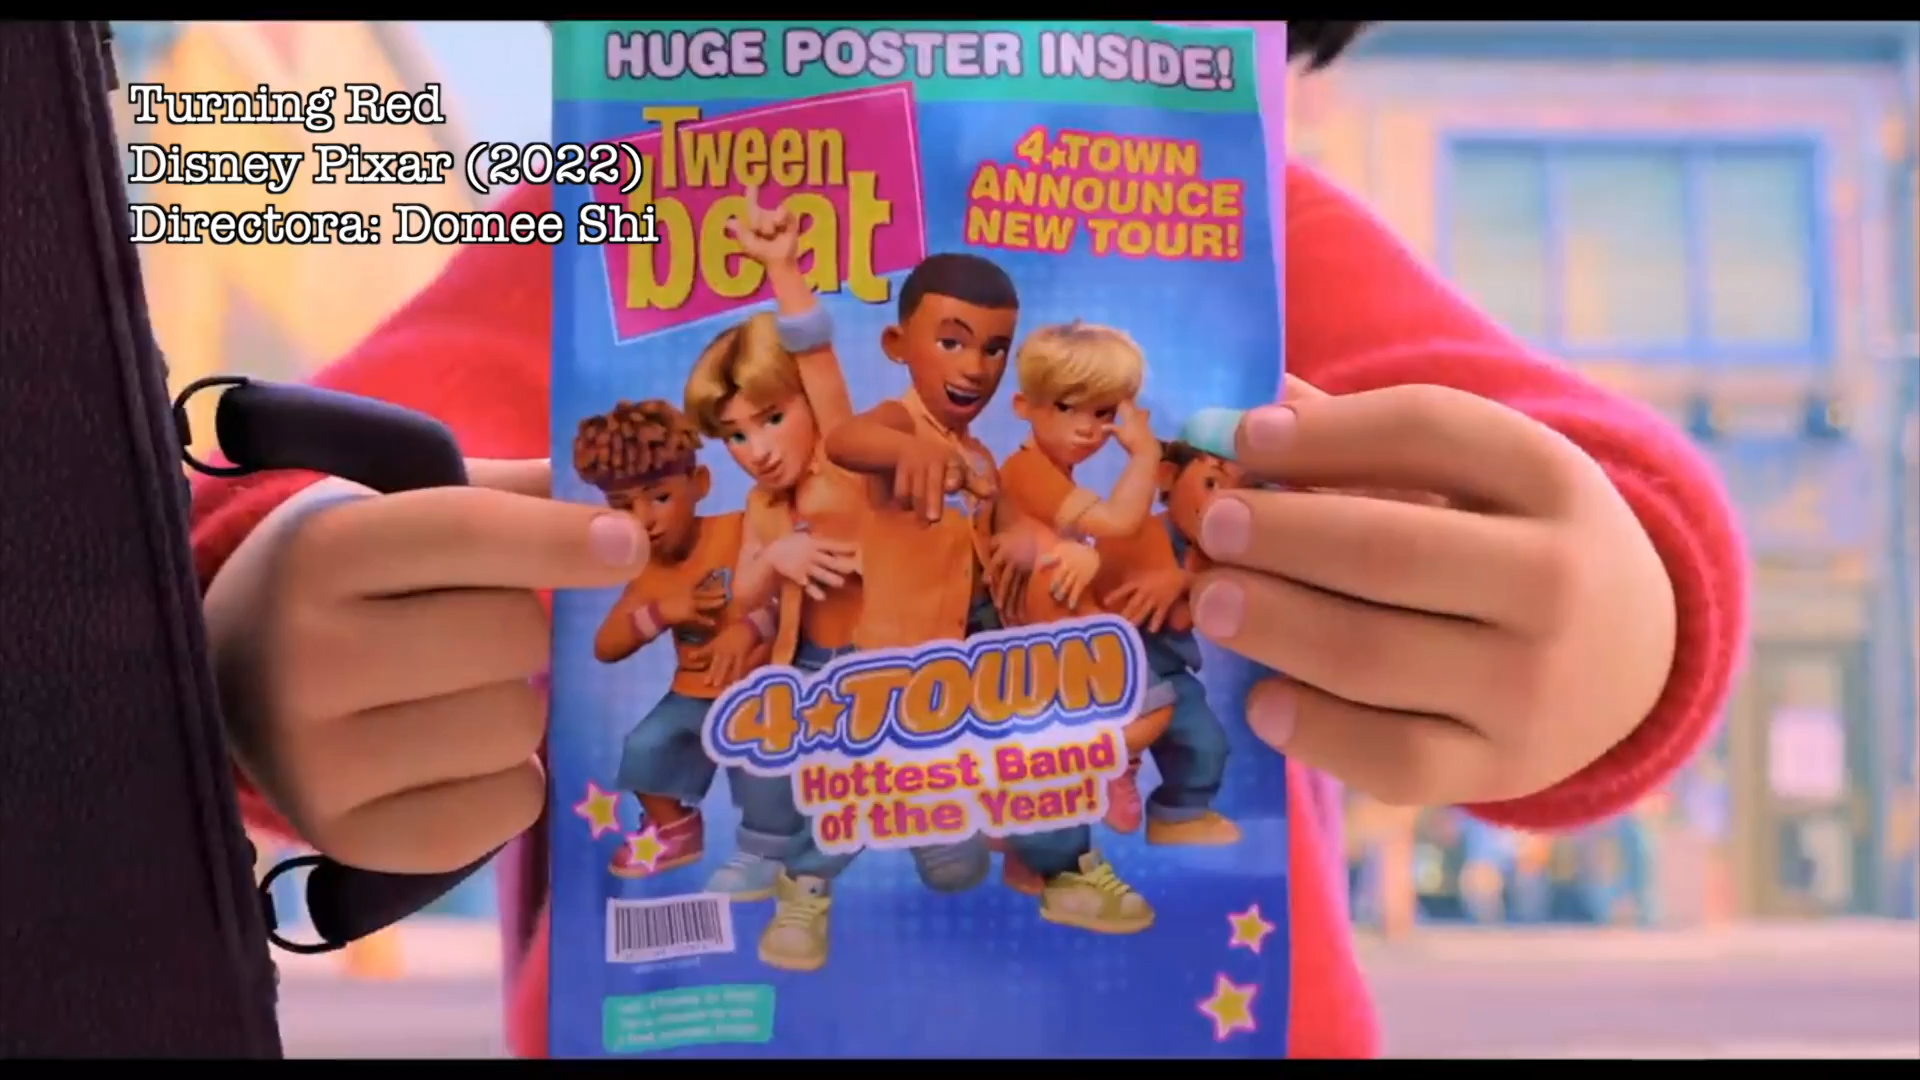 Turning Red
Disney Pixar (2022)
Directora: Domee Shi
HUGE POSTER INSIDE!
Tween
beat
4★TOWN
ANNOUNCE
NEW TOUR!
4★TOWN
Hottest Band
of the Year!